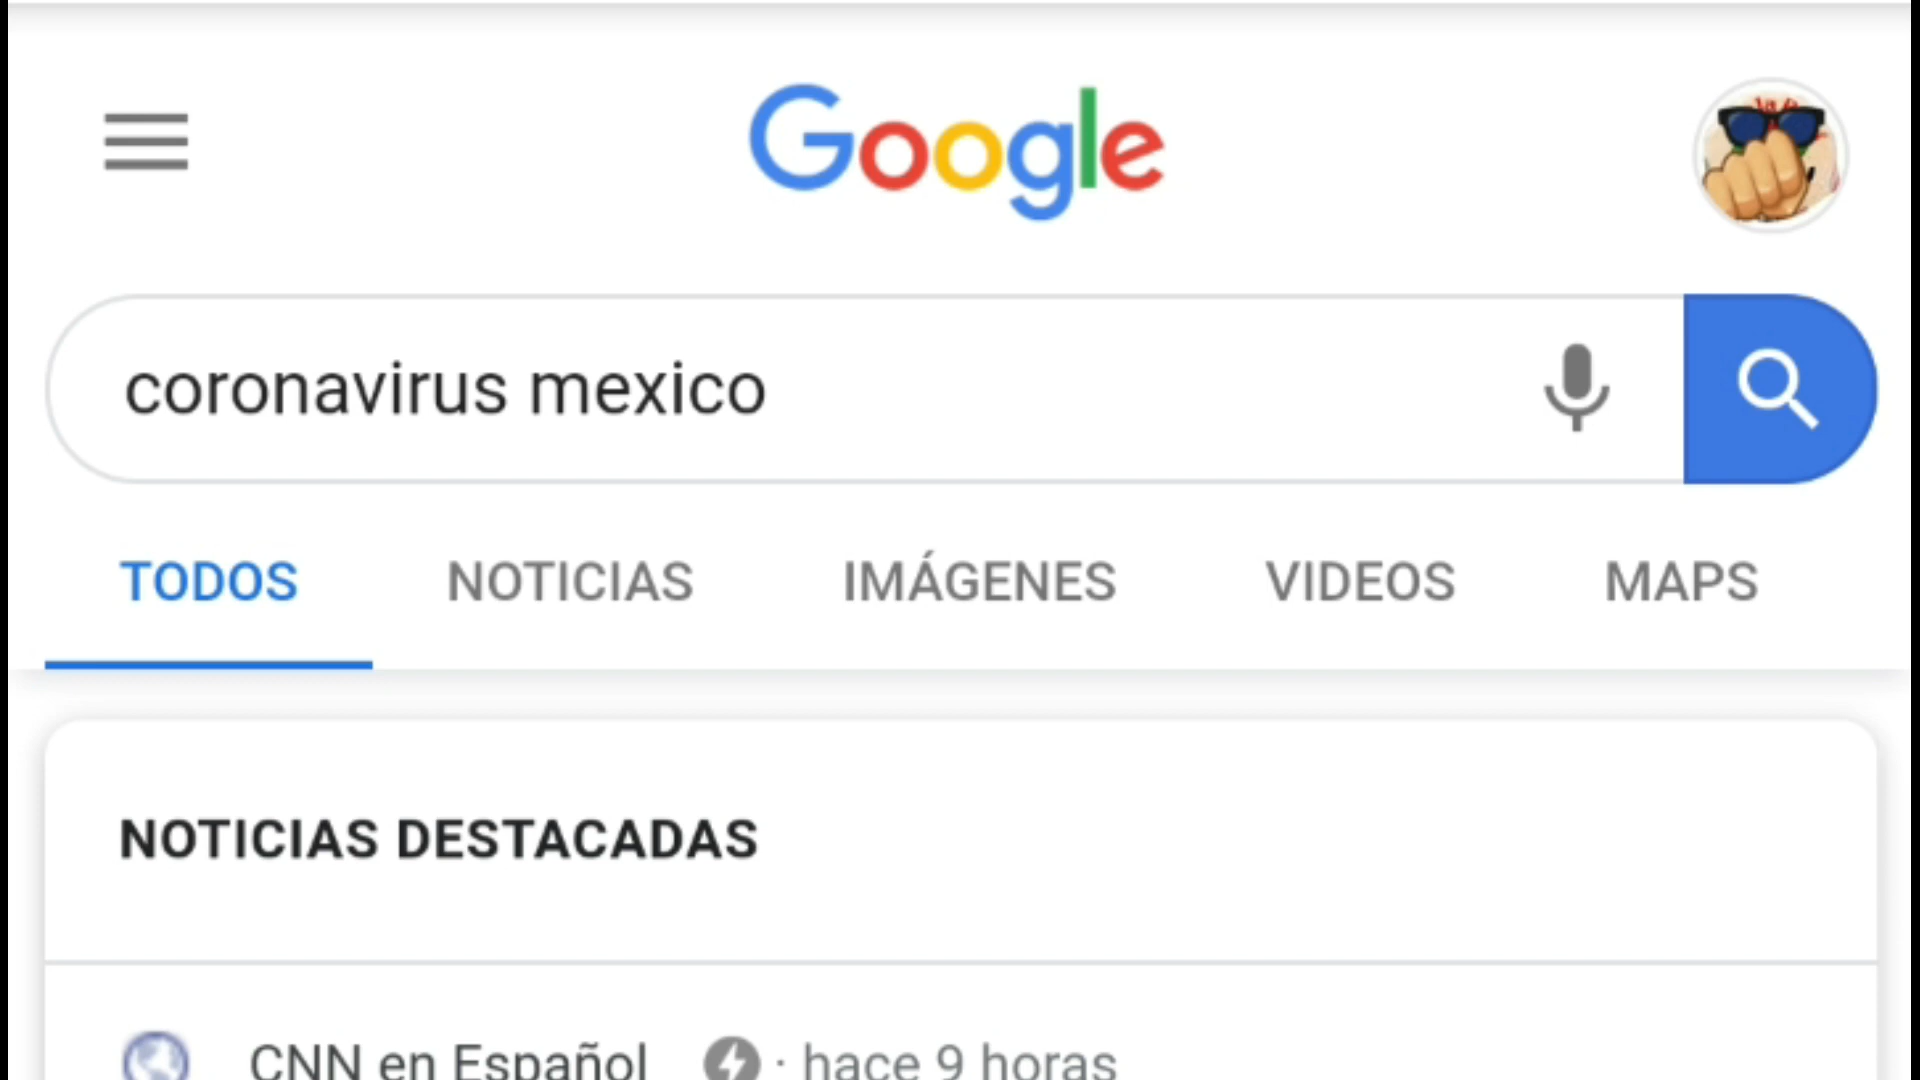 Google
coronavirus mexico
TODOS NOTICIAS IMÁGENES VIDEOS MAPS
NOTICIAS DESTACADAS
CNN en Español · hace 9 horas